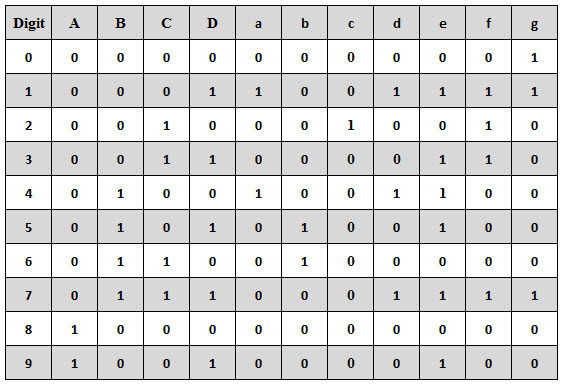 Digit A B C D a b c d e f g
0 0 0 0 0 0 0 0 0 0 0 1
1 0 0 0 1 1 0 0 1 1 1 1
2 0 0 1 0 0 0 1 0 0 1 0
3 0 0 1 1 0 0 0 0 1 1 0
4 0 1 0 0 1 0 0 1 1 0 0
5 0 1 0 1 0 1 0 0 1 0 0
6 0 1 1 0 0 1 0 0 0 0 0
7 0 1 1 1 0 0 0 1 1 1 1
8 1 0 0 0 0 0 0 0 0 0 0
9 1 0 0 1 0 0 0 0 1 0 0